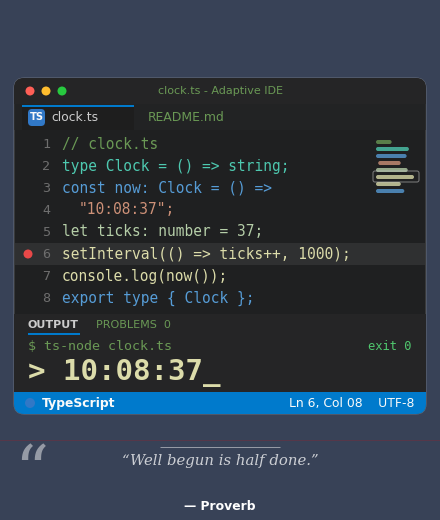 clock.ts - Adaptive IDE
TS clock.ts README.md
1 // clock.ts
2 type Clock = () => string;
3 const now: Clock = () =>
4 "10:08:37";
5 let ticks: number = 37;
6 setInterval(() => ticks++, 1000);
7 console.log(now());
8 export type { Clock };
OUTPUT PROBLEMS 0
$ ts-node clock.ts exit 0
> 10:08:37_
TypeScript Ln 6, Col 08 UTF-8
“
“Well begun is half done.”
— Proverb